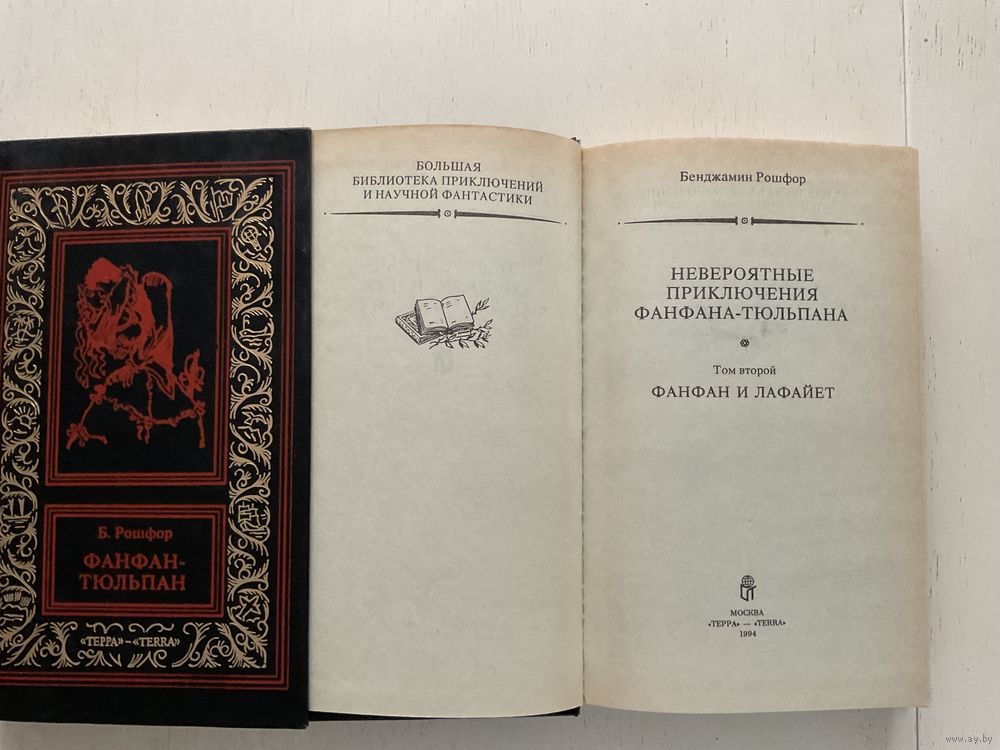 Б. Рошфор
ФАНФАН-
ТЮЛЬПАН
«ТЕРРА» – «TERRA»
БОЛЬШАЯ
БИБЛИОТЕКА ПРИКЛЮЧЕНИЙ
И НАУЧНОЙ ФАНТАСТИКИ
Бенджамин Рошфор
НЕВЕРОЯТНЫЕ
ПРИКЛЮЧЕНИЯ
ФАНФАНА-ТЮЛЬПАНА
Том второй
ФАНФАН И ЛАФАЙЕТ
МОСКВА
«ТЕРРА» — «TERRA»
1994
www.ay.by